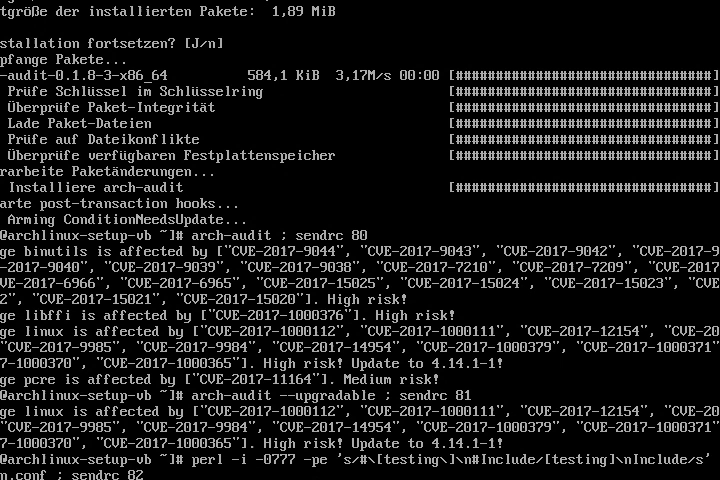 tgröße der installierten Pakete:  1,89 MiB
stallation fortsetzen? [J/n]
pfange Pakete...
-audit-0.1.8-3-x86_64          584,1 KiB  3,17M/s 00:00 [################################]
 Prüfe Schlüssel im Schlüsselring                       [################################]
 Überprüfe Paket-Integrität                             [################################]
 Lade Paket-Dateien                                     [################################]
 Prüfe auf Dateikonflikte                               [################################]
 Überprüfe verfügbaren Festplattenspeicher              [################################]
rarbeite Paketänderungen...
 Installiere arch-audit                                 [################################]
arte post-transaction hooks...
 Arming ConditionNeedsUpdate...
@archlinux-setup-vb ~]# arch-audit ; sendrc 80
ge binutils is affected by ["CVE-2017-9044", "CVE-2017-9043", "CVE-2017-9042", "CVE-2017-9
-2017-9040", "CVE-2017-9039", "CVE-2017-9038", "CVE-2017-7210", "CVE-2017-7209", "CVE-2017
VE-2017-6966", "CVE-2017-6965", "CVE-2017-15025", "CVE-2017-15024", "CVE-2017-15023", "CVE
2", "CVE-2017-15021", "CVE-2017-15020"]. High risk!
ge libffi is affected by ["CVE-2017-1000376"]. High risk!
ge linux is affected by ["CVE-2017-1000112", "CVE-2017-1000111", "CVE-2017-12154", "CVE-20
"CVE-2017-9985", "CVE-2017-9984", "CVE-2017-14954", "CVE-2017-1000379", "CVE-2017-1000371"
7-1000370", "CVE-2017-1000365"]. High risk! Update to 4.14.1-1!
ge pcre is affected by ["CVE-2017-11164"]. Medium risk!
@archlinux-setup-vb ~]# arch-audit --upgradable ; sendrc 81
ge linux is affected by ["CVE-2017-1000112", "CVE-2017-1000111", "CVE-2017-12154", "CVE-20
"CVE-2017-9985", "CVE-2017-9984", "CVE-2017-14954", "CVE-2017-1000379", "CVE-2017-1000371"
7-1000370", "CVE-2017-1000365"]. High risk! Update to 4.14.1-1!
@archlinux-setup-vb ~]# perl -i -0777 -pe 's/#\[testing\]\n#Include/[testing]\nInclude/s'
n.conf ; sendrc 82